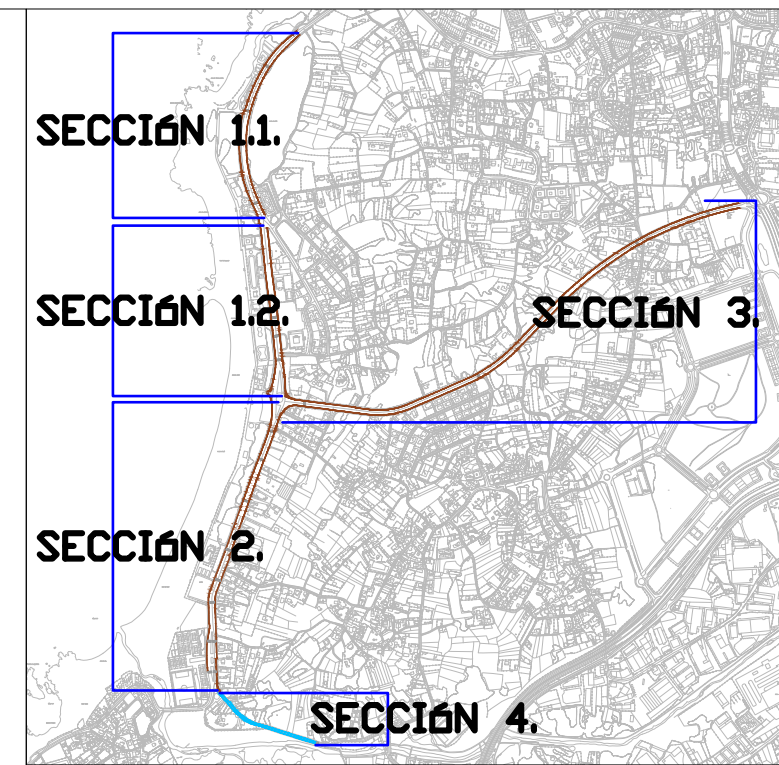 SECCIóN 1.1.
SECCIóN 1.2.
SECCIóN 3.
SECCIóN 2.
SECCIóN 4.